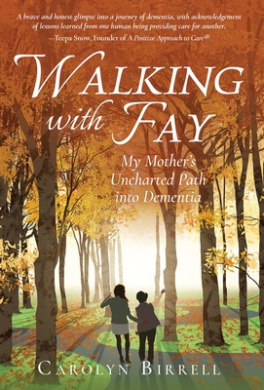 A brave and honest glimpse into a journey of dementia, with acknowledgement
of lessons learned from one human being providing care for another.
—Teepa Snow, Founder of A Positive Approach to Care®
WALKING
with FAY
My Mother's
Uncharted Path
into Dementia
CAROLYN BIRRELL